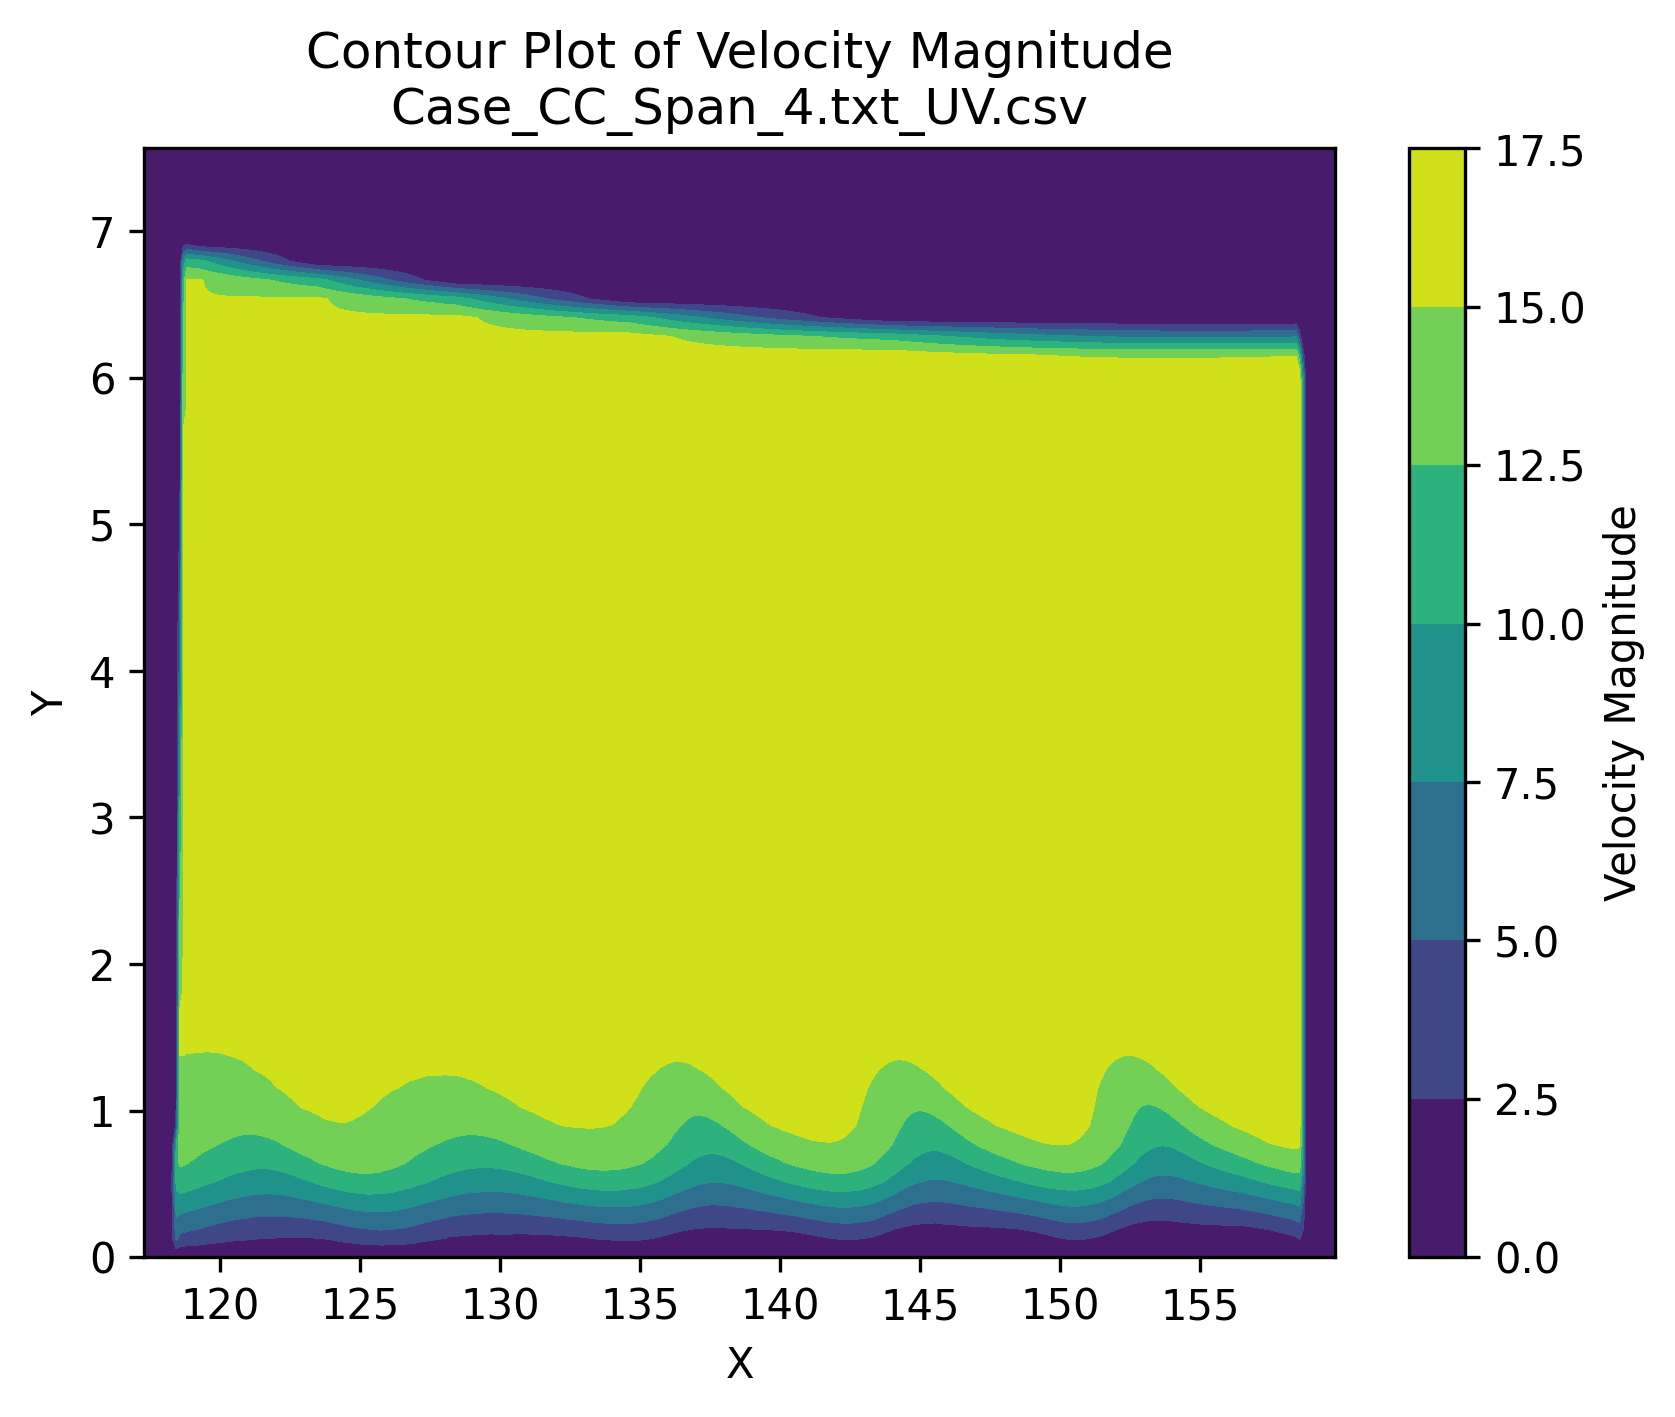 Contour Plot of Velocity Magnitude
Case_CC_Span_4.txt_UV.csv
7
6
5
4
3
2
1
0
Y
120 125 130 135 140 145 150 155
X
17.5
15.0
12.5
10.0
7.5
5.0
2.5
0.0
Velocity Magnitude